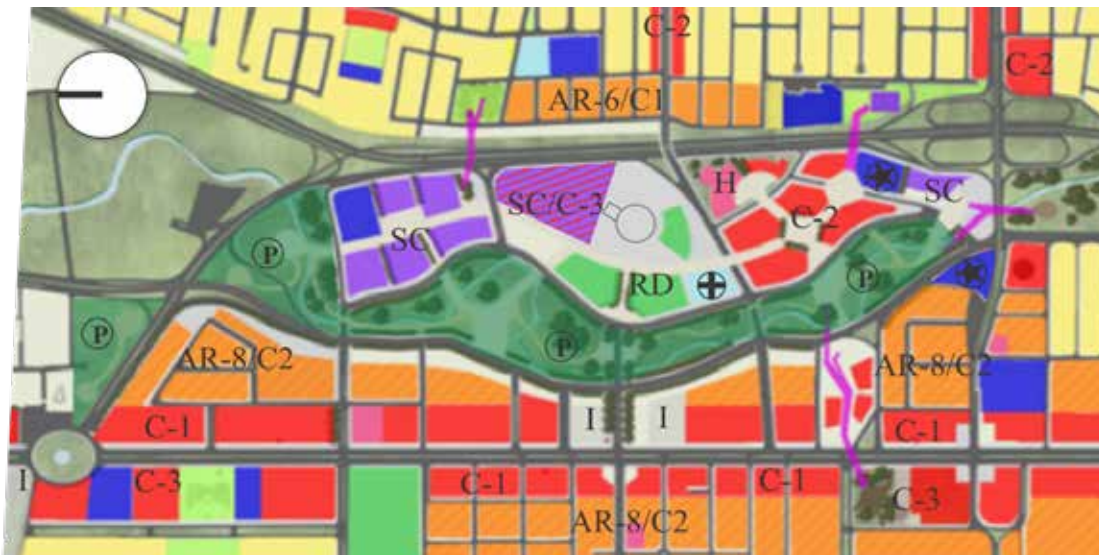 C-2
C-2
AR-6/C1
H
SC/C-3
SC
C-2
SC
P
RD
P
P
P
AR-8/C2
AR-8/C2
C-1
I
I
C-1
I
C-3
C-1
C-1
C-3
AR-8/C2